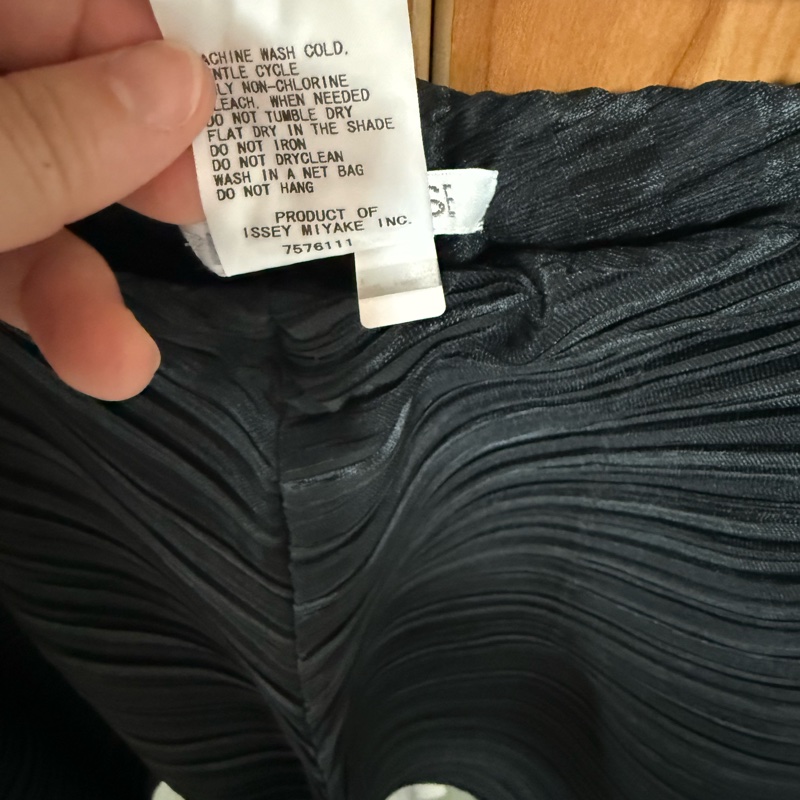 ACHINE WASH COLD,
NTLE CYCLE
LY NON-CHLORINE
LEACH, WHEN NEEDED
DO NOT TUMBLE DRY
FLAT DRY IN THE SHADE
DO NOT IRON
DO NOT DRYCLEAN
WASH IN A NET BAG
DO NOT HANG
PRODUCT OF
ISSEY MIYAKE INC.
7576111
SE